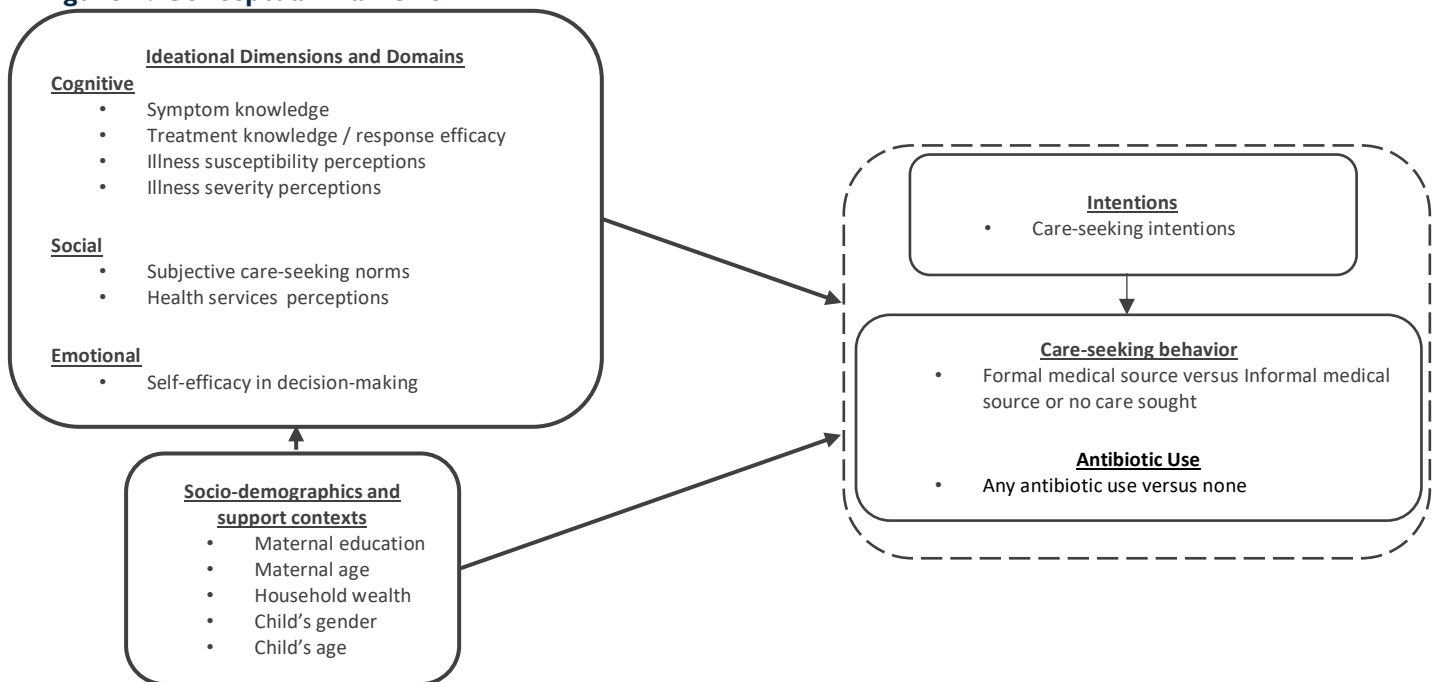 Ideational Dimensions and Domains
Cognitive
• Symptom knowledge
• Treatment knowledge / response efficacy
• Illness susceptibility perceptions
• Illness severity perceptions
Social
• Subjective care-seeking norms
• Health services perceptions
Emotional
• Self-efficacy in decision-making
Socio-demographics and
support contexts
• Maternal education
• Maternal age
• Household wealth
• Child's gender
• Child's age
Intentions
• Care-seeking intentions
Care-seeking behavior
• Formal medical source versus Informal medical
source or no care sought
Antibiotic Use
• Any antibiotic use versus none